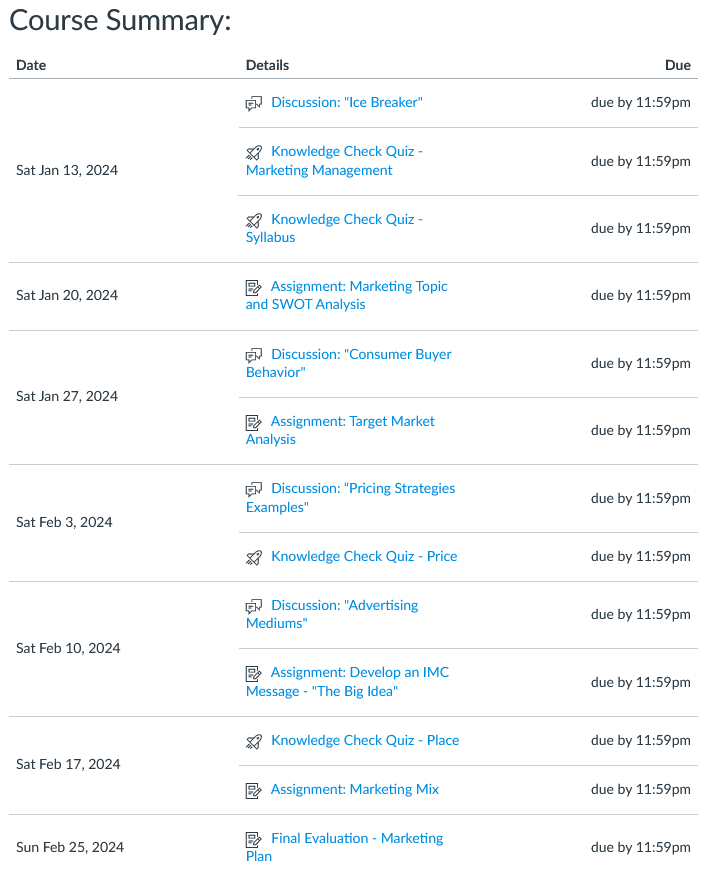 Course Summary:
Date Details Due
Sat Jan 13, 2024
Discussion: "Ice Breaker" due by 11:59pm
Knowledge Check Quiz -
Marketing Management
due by 11:59pm
Knowledge Check Quiz -
Syllabus
due by 11:59pm
Sat Jan 20, 2024
Assignment: Marketing Topic
and SWOT Analysis
due by 11:59pm
Sat Jan 27, 2024
Discussion: "Consumer Buyer
Behavior"
due by 11:59pm
Assignment: Target Market
Analysis
due by 11:59pm
Sat Feb 3, 2024
Discussion: “Pricing Strategies
Examples"
due by 11:59pm
Knowledge Check Quiz - Price due by 11:59pm
Sat Feb 10, 2024
Discussion: "Advertising
Mediums"
due by 11:59pm
Assignment: Develop an IMC
Message - "The Big Idea"
due by 11:59pm
Sat Feb 17, 2024
Knowledge Check Quiz - Place due by 11:59pm
Assignment: Marketing Mix due by 11:59pm
Sun Feb 25, 2024
Final Evaluation - Marketing
Plan
due by 11:59pm